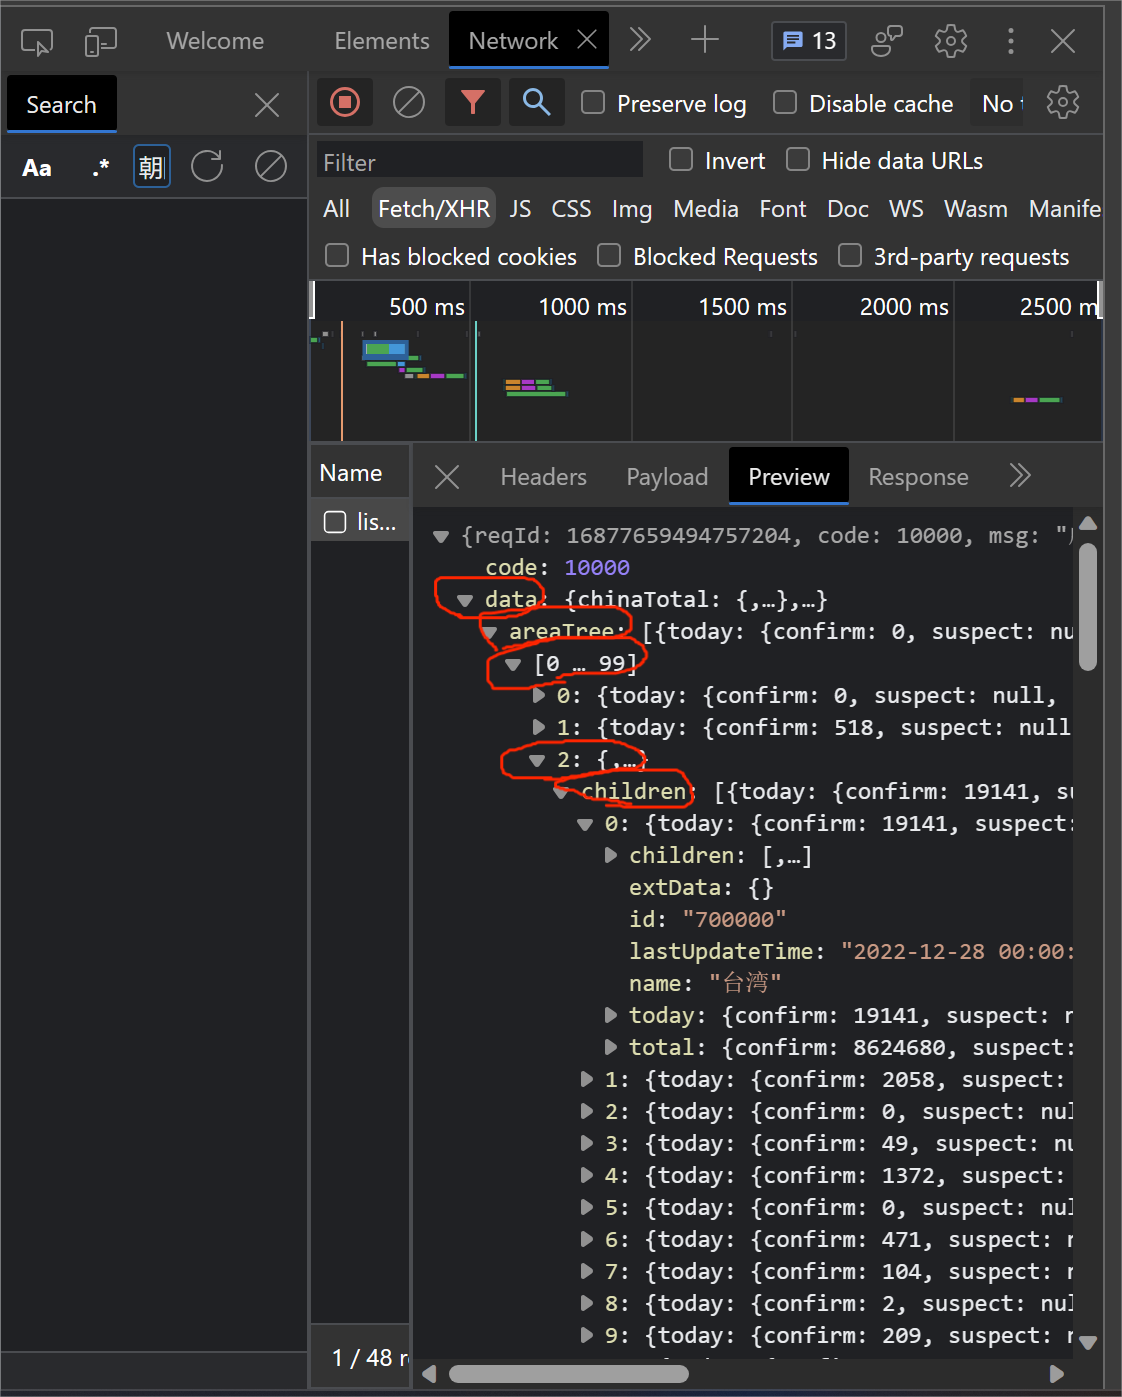 Welcome Elements Network 13
Search
Preserve log Disable cache No
Aa .* 朝
Filter Invert Hide data URLs
All Fetch/XHR JS CSS Img Media Font Doc WS Wasm Manife
Has blocked cookies Blocked Requests 3rd-party requests
500 ms 1000 ms 1500 ms 2000 ms 2500 m
Name Headers Payload Preview Response
lis...
{reqId: 16877659494757204, code: 10000, msg: "
code: 10000
data: {chinaTotal: {,…},…}
areaTree: [{today: {confirm: 0, suspect: nu
[0 … 99]
0: {today: {confirm: 0, suspect: null,
1: {today: {confirm: 518, suspect: null
2: {,…}
children: [{today: {confirm: 19141, su
0: {today: {confirm: 19141, suspect:
children: [,…]
extData: {}
id: "700000"
lastUpdateTime: "2022-12-28 00:00:
name: "台湾"
today: {confirm: 19141, suspect: n
total: {confirm: 8624680, suspect:
1: {today: {confirm: 2058, suspect:
2: {today: {confirm: 0, suspect: nul
3: {today: {confirm: 49, suspect: nu
4: {today: {confirm: 1372, suspect:
5: {today: {confirm: 0, suspect: nul
6: {today: {confirm: 471, suspect: n
7: {today: {confirm: 104, suspect: n
8: {today: {confirm: 2, suspect: nul
9: {today: {confirm: 209, suspect: n
1 / 48 r